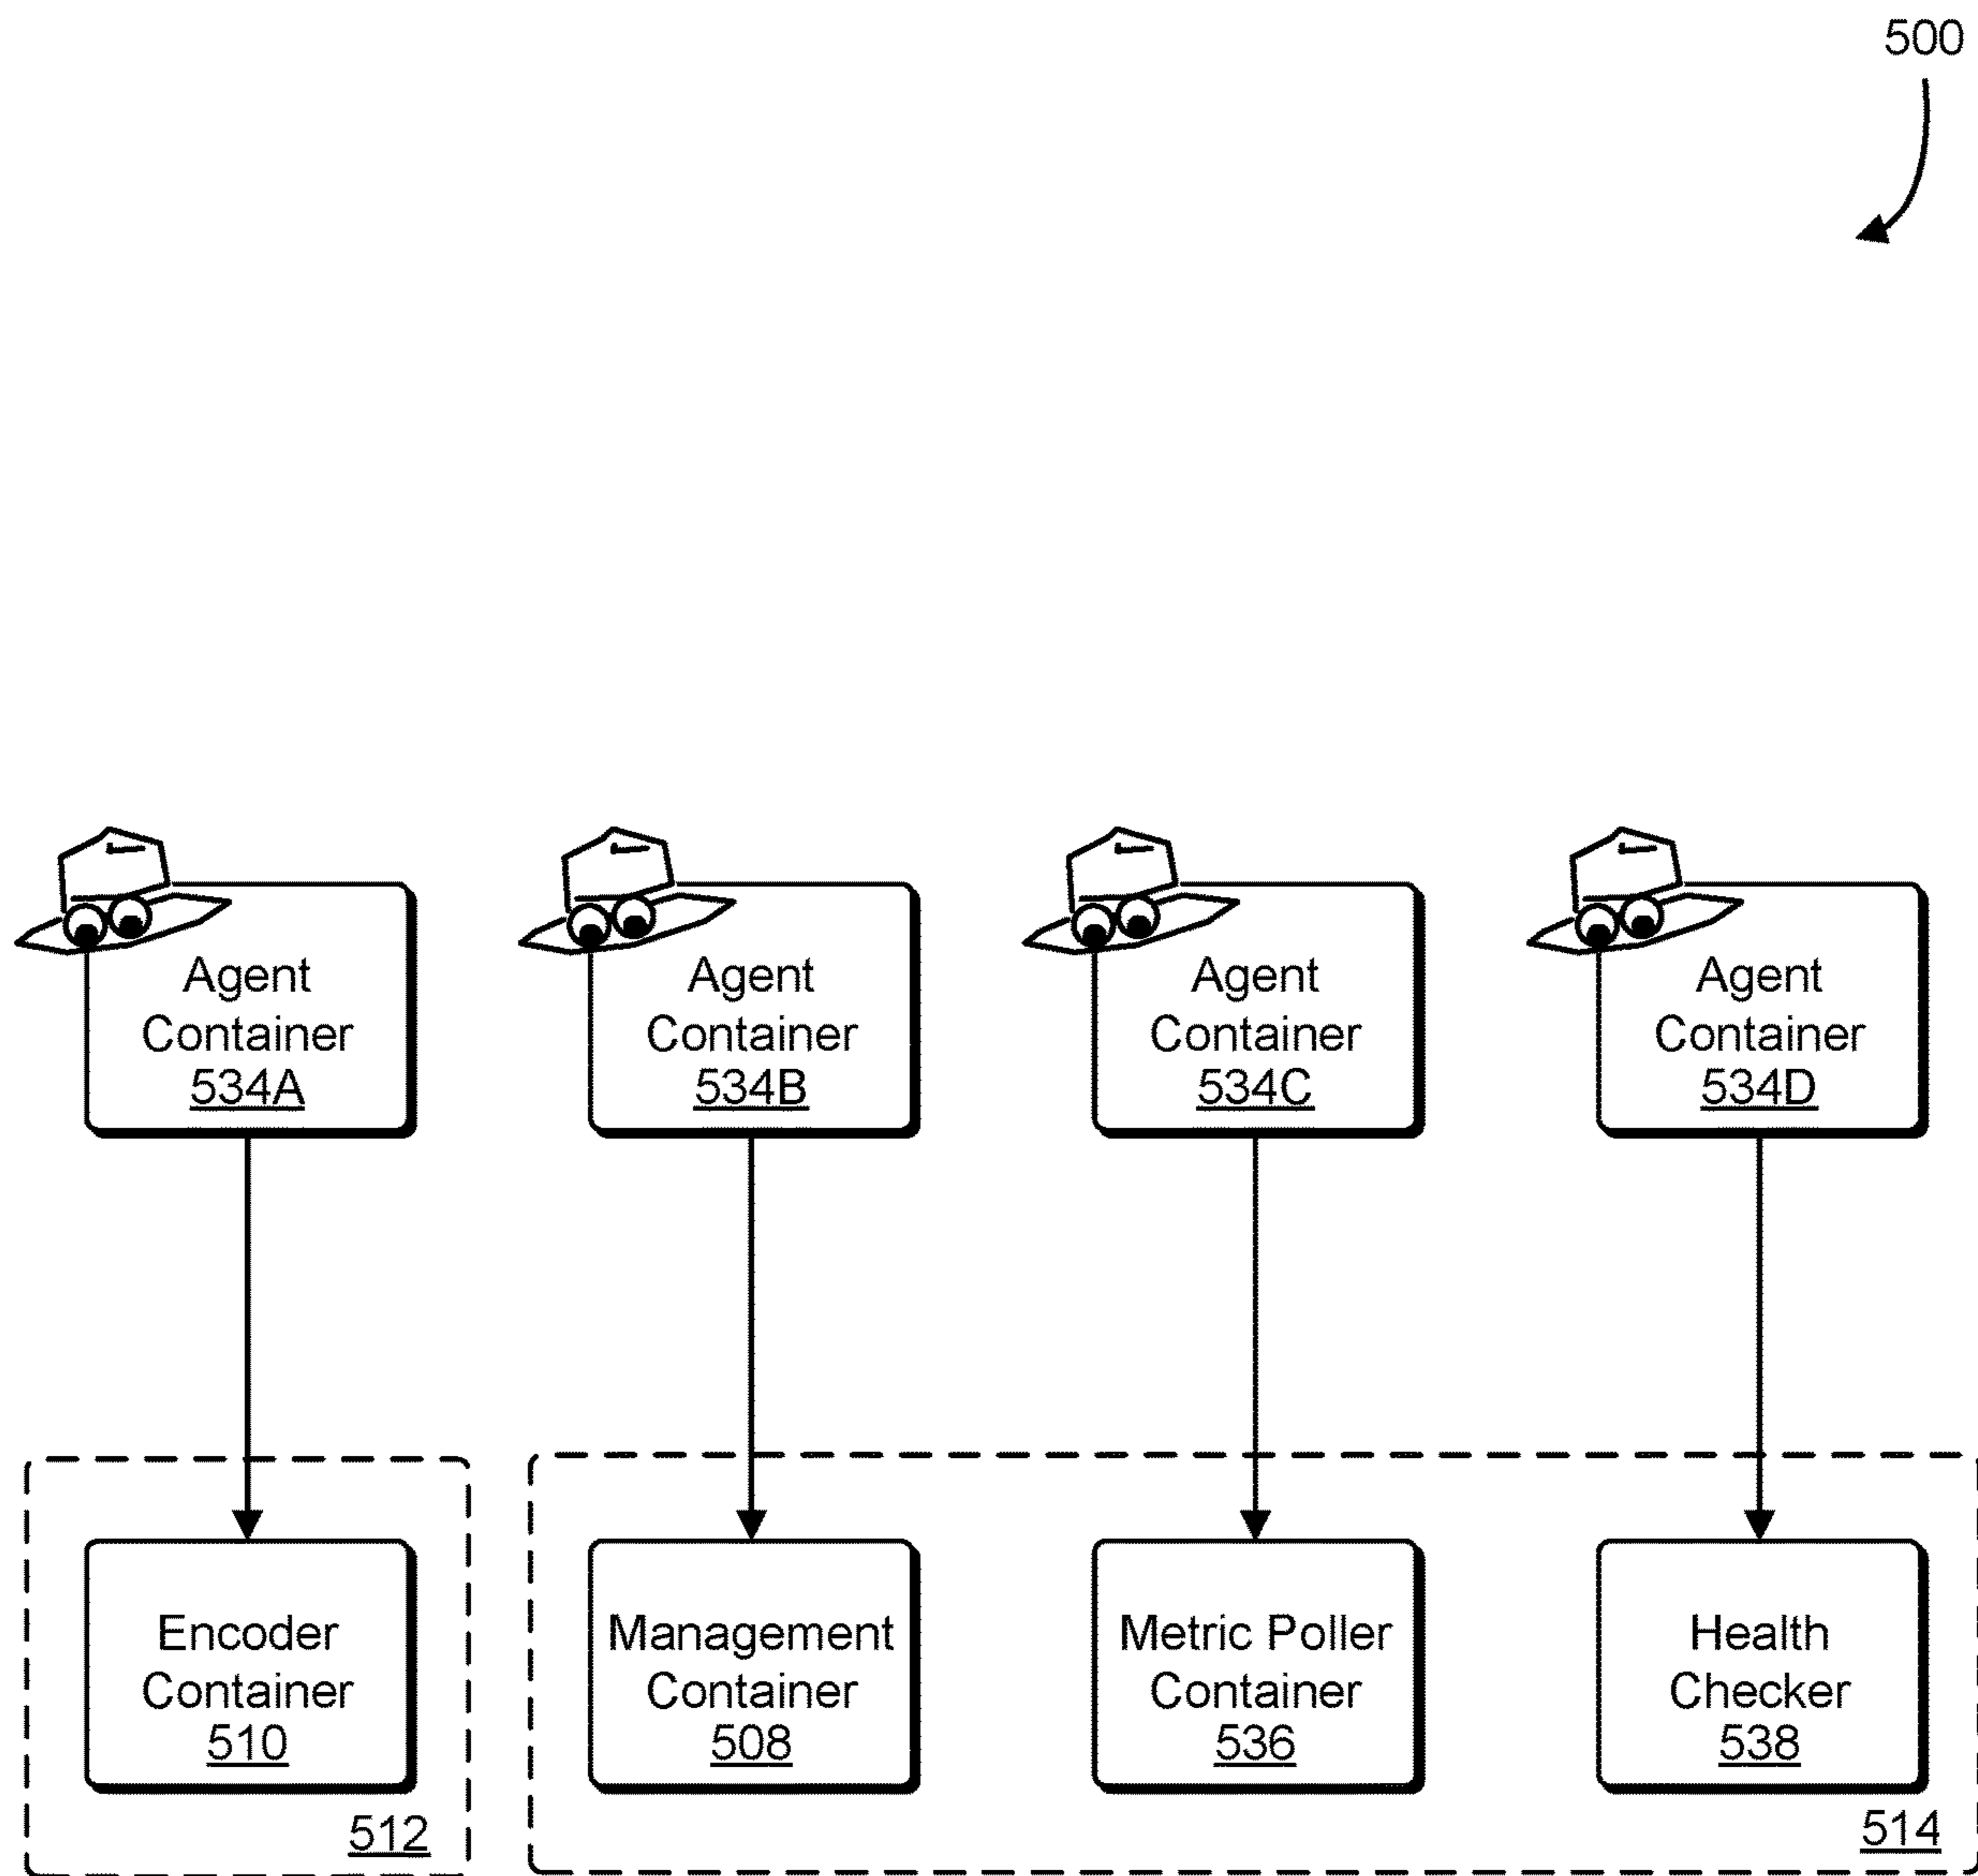 500
Agent
Container
534A
Agent
Container
534B
Agent
Container
534C
Agent
Container
534D
Encoder
Container
510
512
Management
Container
508
Metric Poller
Container
536
Health
Checker
538
514